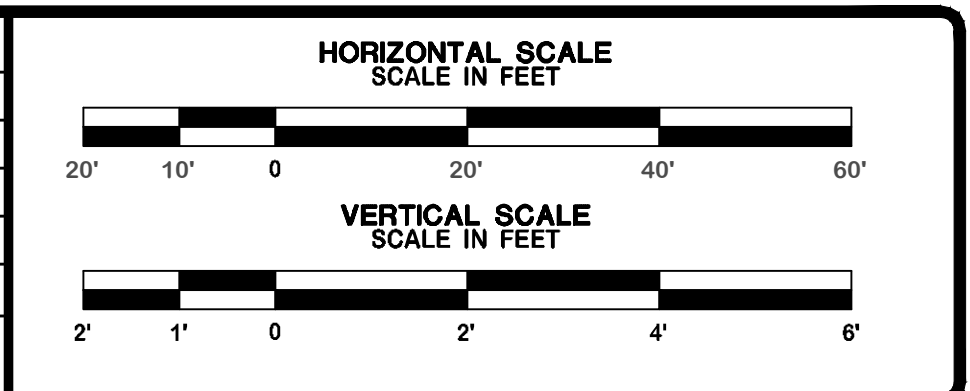 HORIZONTAL SCALE
SCALE IN FEET
20' 10' 0 20' 40' 60'
VERTICAL SCALE
SCALE IN FEET
2' 1' 0 2' 4' 6'